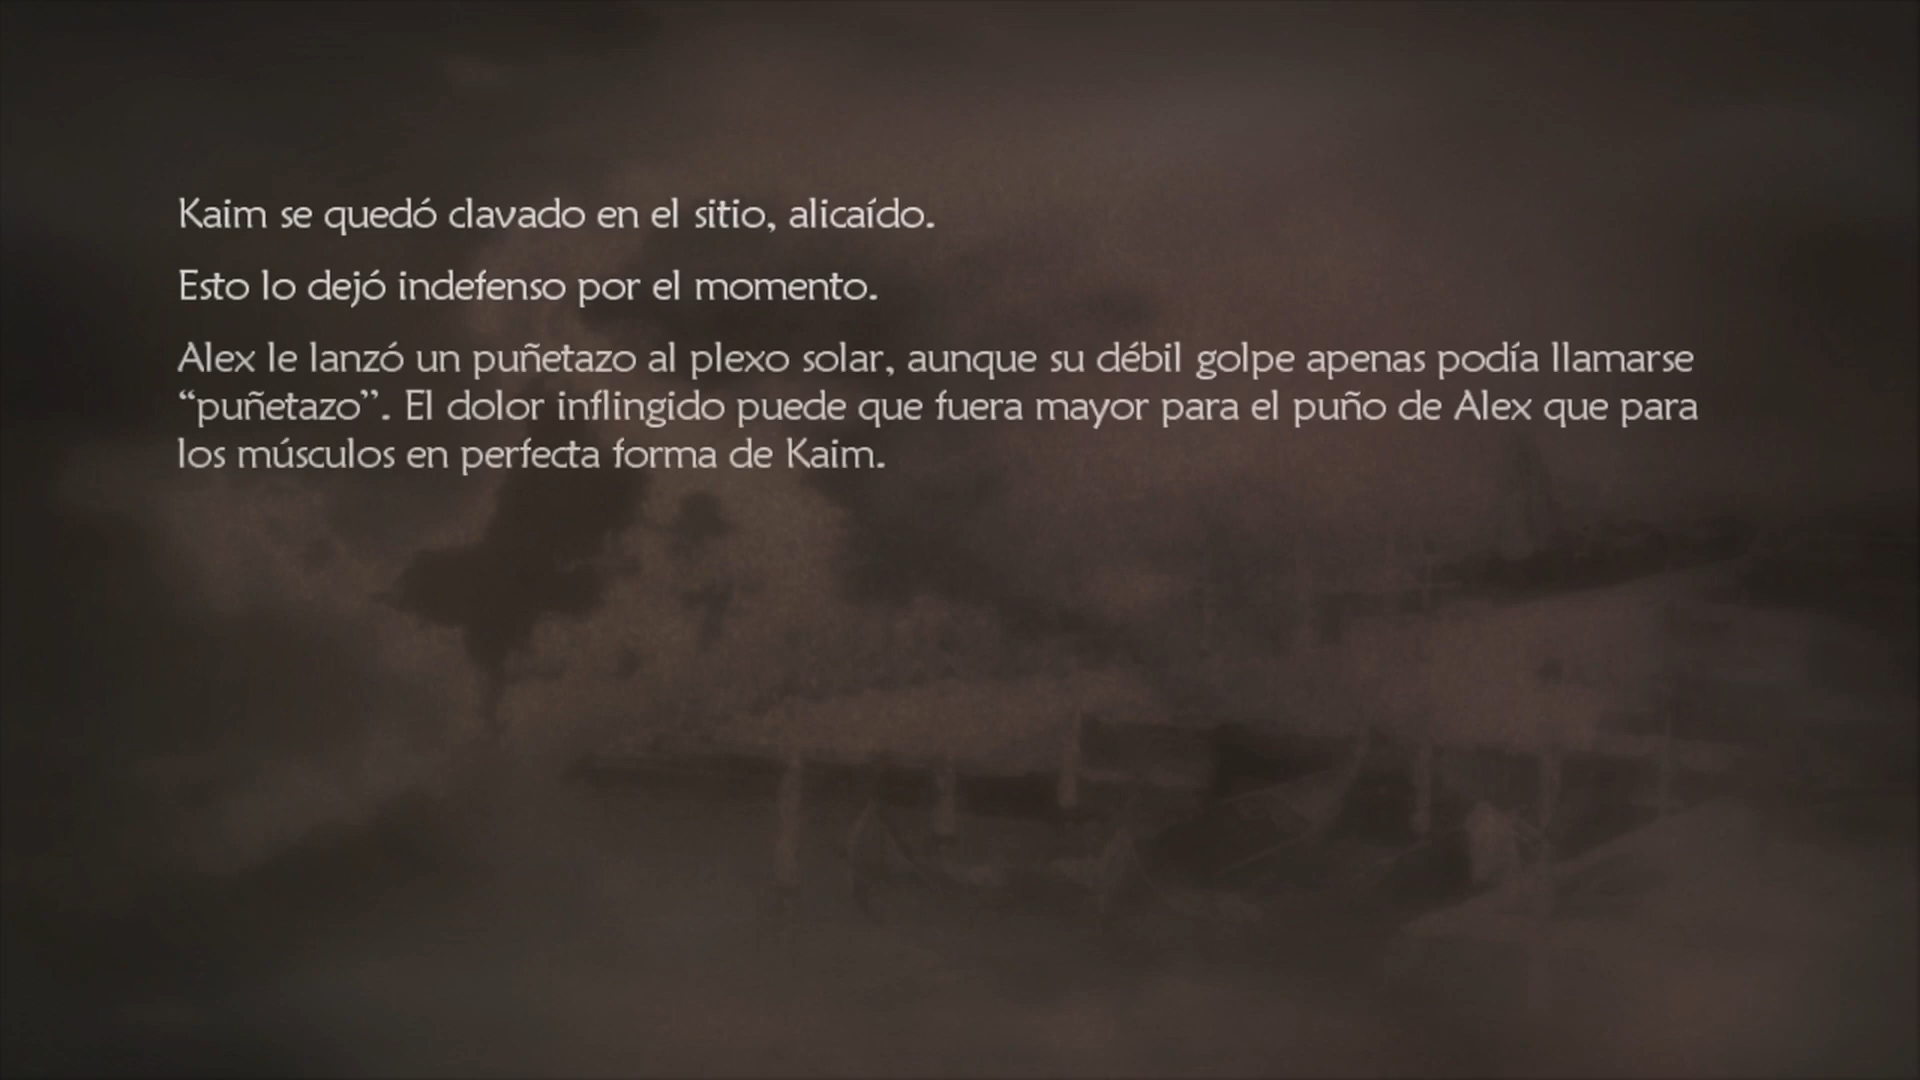 Kaim se quedó clavado en el sitio, alicaído.
Esto lo dejó indefenso por el momento.
Alex le lanzó un puñetazo al plexo solar, aunque su débil golpe apenas podía llamarse
“puñetazo”. El dolor inflingido puede que fuera mayor para el puño de Alex que para
los músculos en perfecta forma de Kaim.